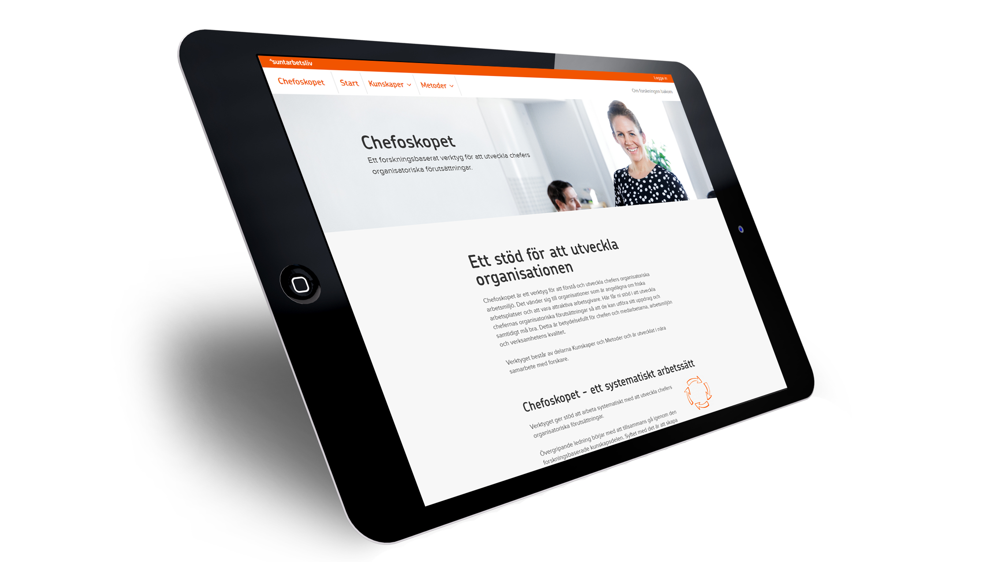 suntarbetsliv
Logga in
Chefoskopet Start Kunskaper Metoder
Om forskningen bakom
Chefoskopet
Ett forskningsbaserat verktyg för att utveckla chefers
organisatoriska förutsättningar.
Ett stöd för att utveckla
organisationen
Chefoskopet är ett verktyg för att förstå och utveckla chefers organisatoriska
arbetsmiljö. Det vänder sig till organisationer som är angelägna om friska
arbetsplatser och att vara attraktiva arbetsgivare. Här får ni stöd i att utveckla
chefernas organisatoriska förutsättningar så att de kan utföra sitt uppdrag och
samtidigt må bra. Detta är betydelsefullt för chefen och medarbetarna, arbetsmiljön
och verksamhetens kvalitet.
Verktyget består av delarna Kunskaper och Metoder och är utvecklat i nära
samarbete med forskare.
Chefoskopet – ett systematiskt arbetssätt
Verktyget ger stöd att arbeta systematiskt med att utveckla chefers
organisatoriska förutsättningar.
Övergripande ledning börjar med att tillsammans gå igenom den
forskningsbaserade kunskapsdelen. Syftet med det är att skapa